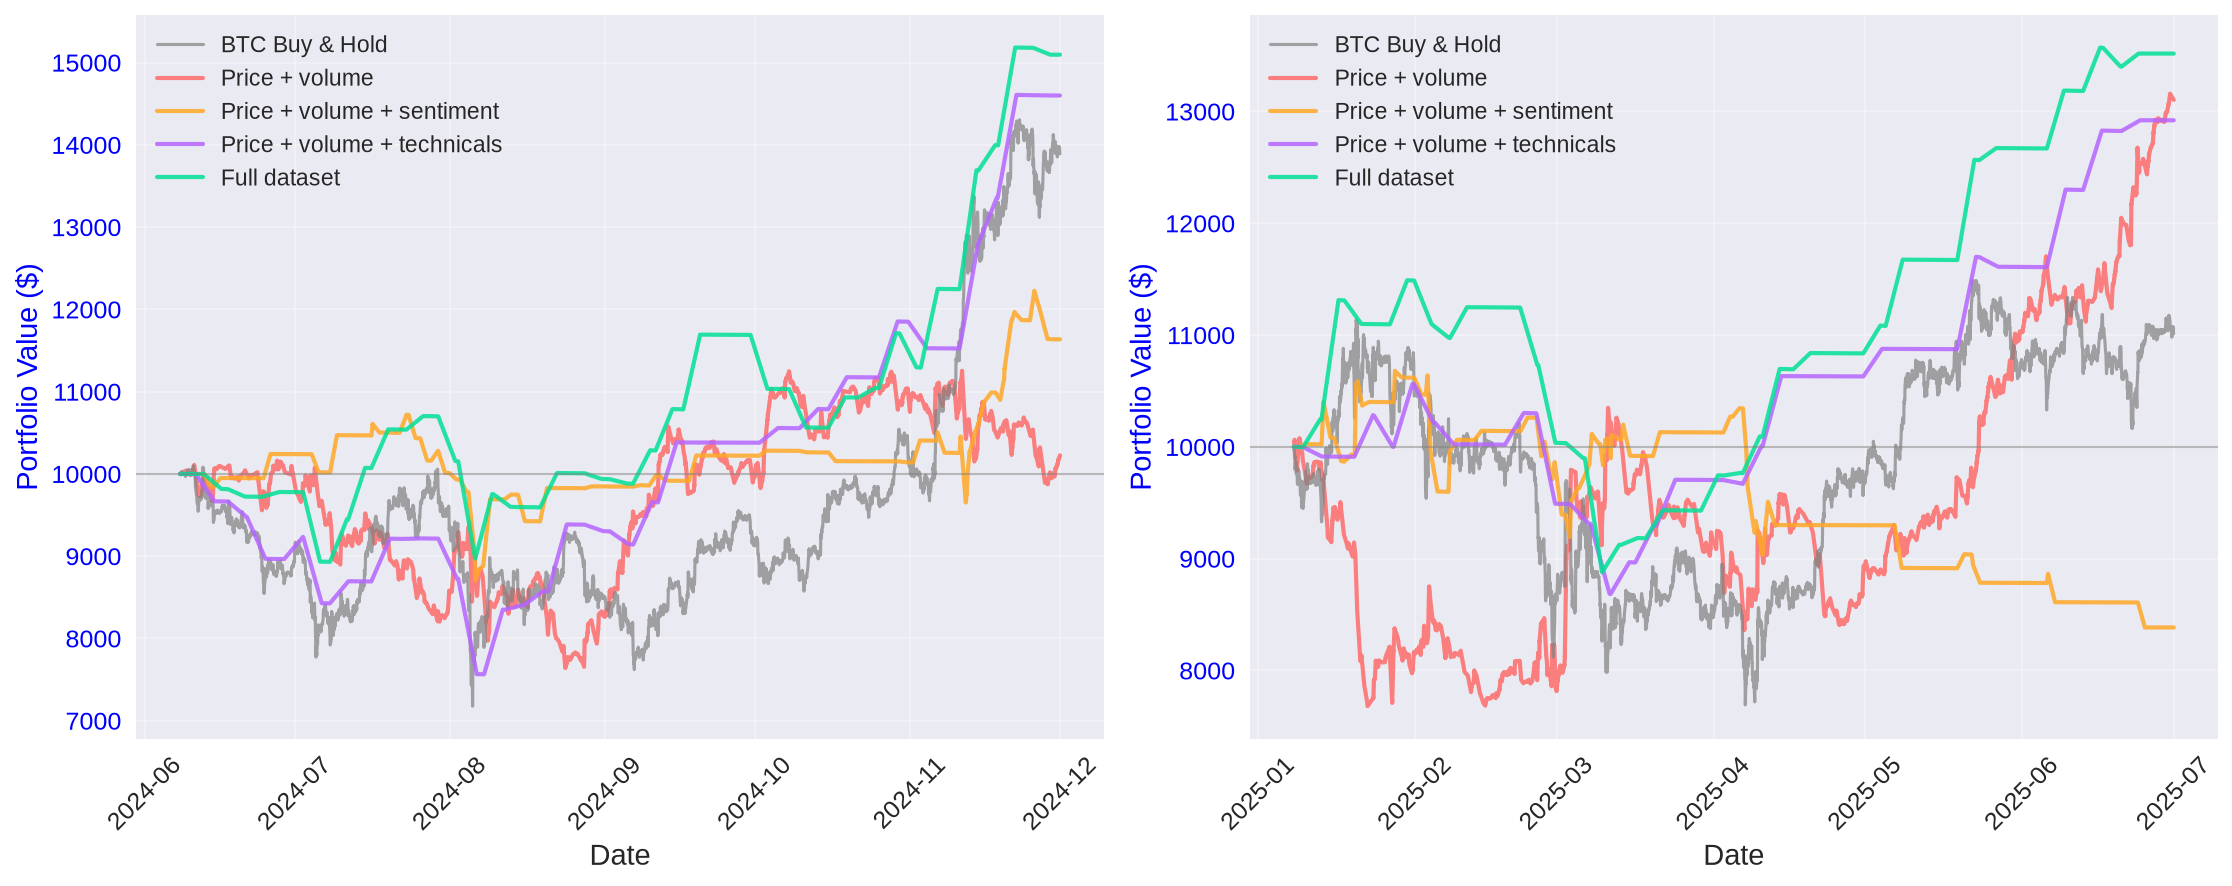 BTC Buy & Hold
Price + volume
Price + volume + sentiment
Price + volume + technicals
Full dataset
15000
14000
13000
12000
11000
10000
9000
8000
7000
Portfolio Value ($)
2024-06
2024-07
2024-08
2024-09
2024-10
2024-11
2024-12
Date
BTC Buy & Hold
Price + volume
Price + volume + sentiment
Price + volume + technicals
Full dataset
13000
12000
11000
10000
9000
8000
Portfolio Value ($)
2025-01
2025-02
2025-03
2025-04
2025-05
2025-06
2025-07
Date